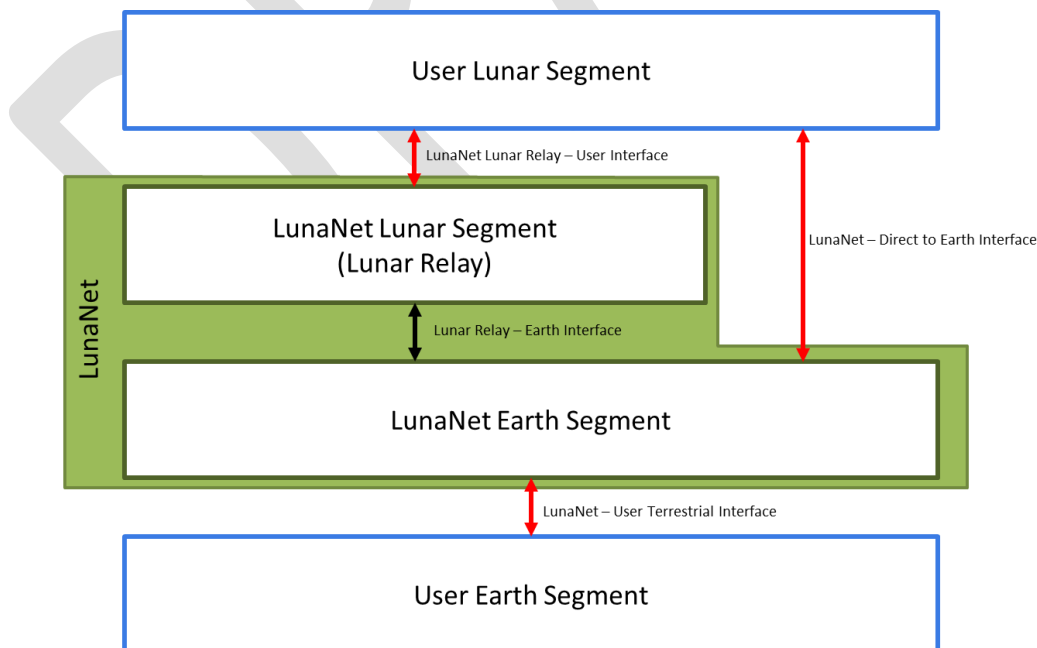 User Lunar Segment
LunaNet Lunar Relay – User Interface
LunaNet Lunar Segment
(Lunar Relay)
LunaNet – Direct to Earth Interface
LunaNet
Lunar Relay – Earth Interface
LunaNet Earth Segment
LunaNet – User Terrestrial Interface
User Earth Segment